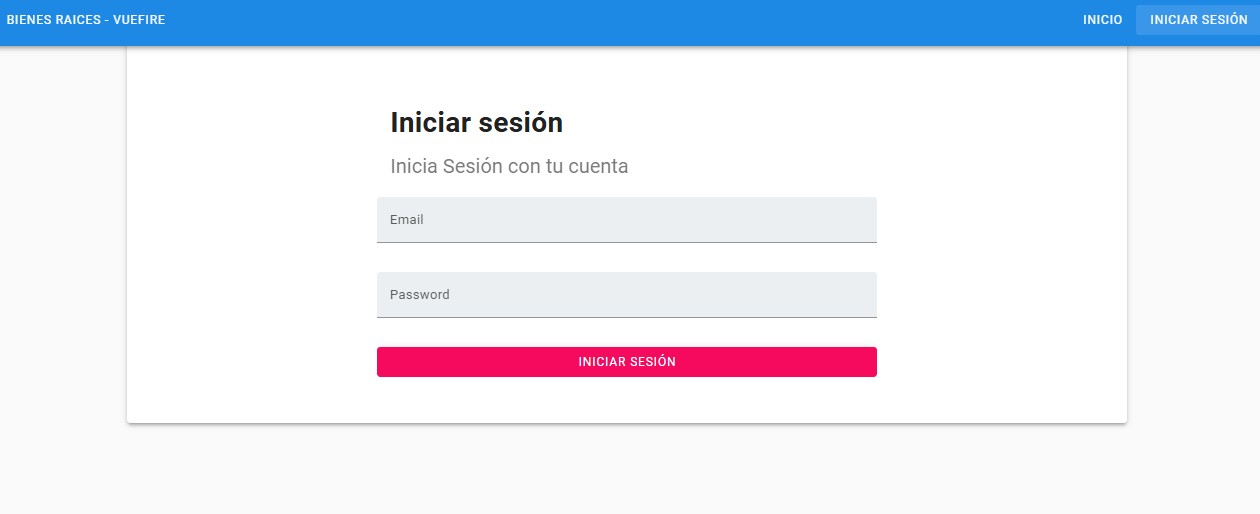 BIENES RAICES - VUEFIRE INICIO INICIAR SESIÓN
Iniciar sesión
Inicia Sesión con tu cuenta
Email
Password
INICIAR SESIÓN